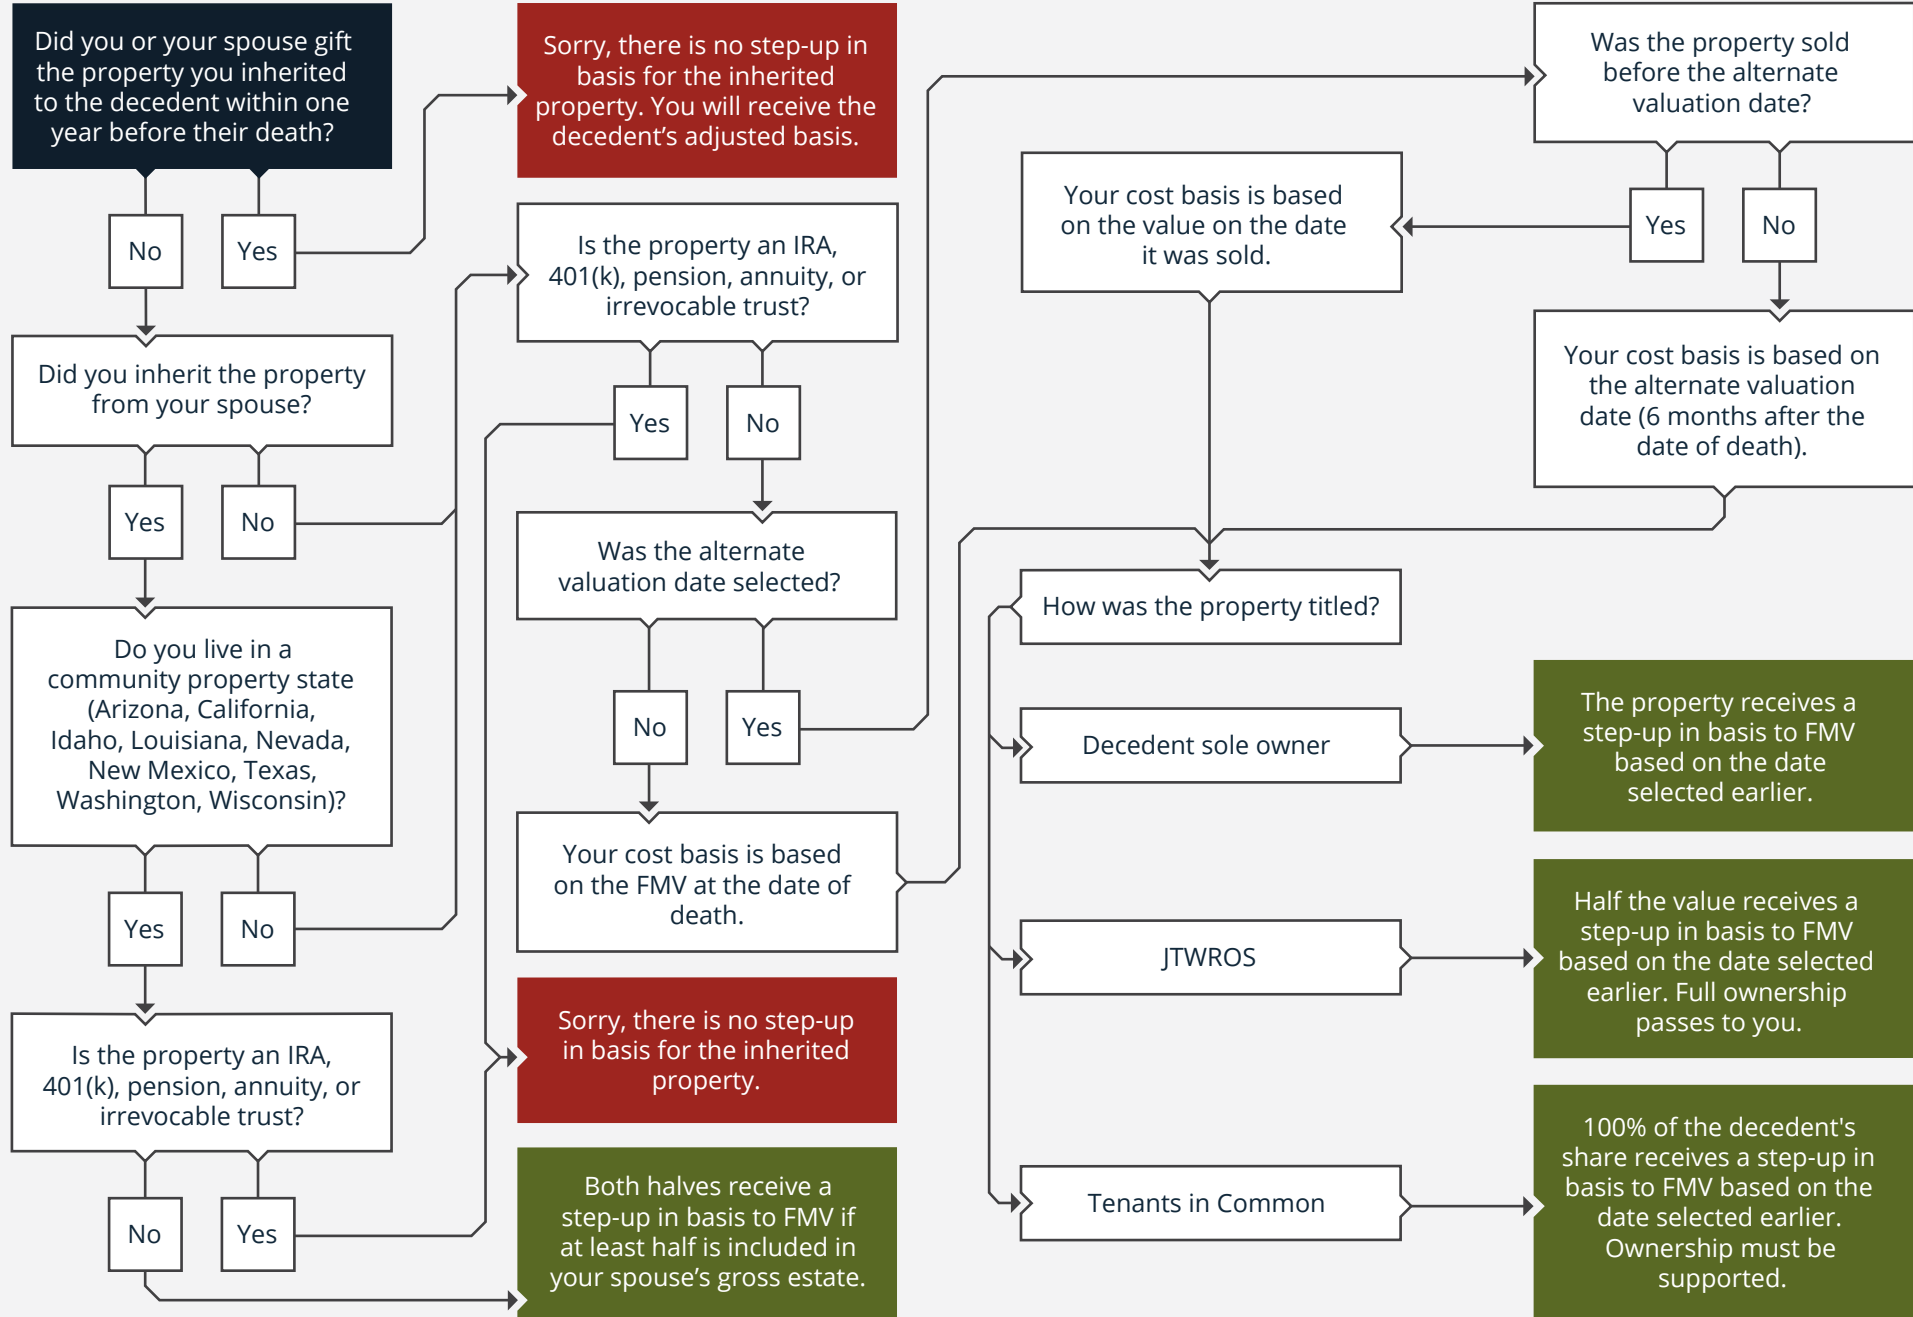 Did you or your spouse gift
the property you inherited
to the decedent within one
year before their death?
No
Yes
Did you inherit the property
from your spouse?
Yes
No
Do you live in a
community property state
(Arizona, California,
Idaho, Louisiana, Nevada,
New Mexico, Texas,
Washington, Wisconsin)?
Yes
No
Is the property an IRA,
401(k), pension, annuity, or
irrevocable trust?
No
Yes
Sorry, there is no step-up in
basis for the inherited
property. You will receive the
decedent’s adjusted basis.
Is the property an IRA,
401(k), pension, annuity, or
irrevocable trust?
Yes
No
Was the alternate
valuation date selected?
No
Yes
Your cost basis is based
on the FMV at the date of
death.
Sorry, there is no step-up
in basis for the inherited
property.
Both halves receive a
step-up in basis to FMV if
at least half is included in
your spouse’s gross estate.
Was the property sold
before the alternate
valuation date?
Yes
No
Your cost basis is based
on the value on the date
it was sold.
Your cost basis is based on
the alternate valuation
date (6 months after the
date of death).
How was the property titled?
Decedent sole owner
The property receives a
step-up in basis to FMV
based on the date
selected earlier.
JTWROS
Half the value receives a
step-up in basis to FMV
based on the date selected
earlier. Full ownership
passes to you.
Tenants in Common
100% of the decedent's
share receives a step-up in
basis to FMV based on the
date selected earlier.
Ownership must be
supported.